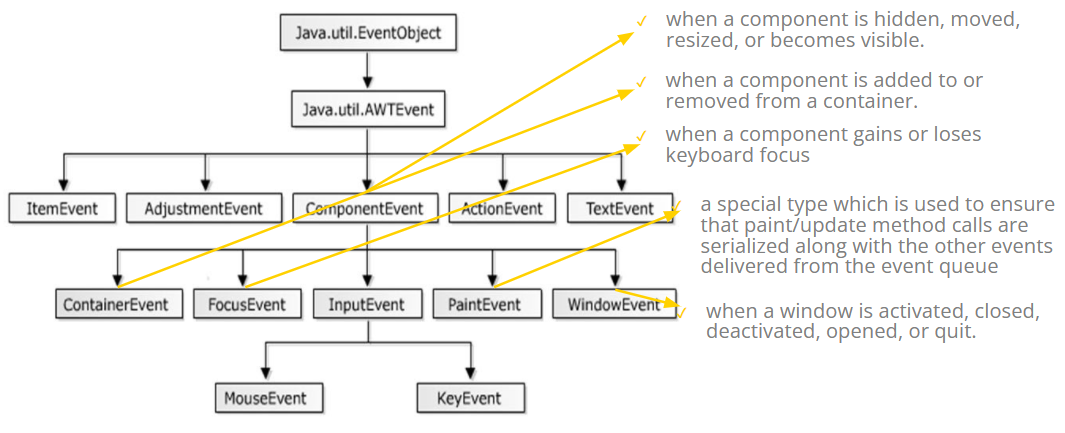 Java.util.EventObject
Java.util.AWTEvent
ItemEvent
AdjustmentEvent
ComponentEvent
ActionEvent
TextEvent
ContainerEvent
FocusEvent
InputEvent
PaintEvent
WindowEvent
MouseEvent
KeyEvent
✓ when a component is hidden, moved,
resized, or becomes visible.
✓ when a component is added to or
removed from a container.
✓ when a component gains or loses
keyboard focus
✓ a special type which is used to ensure
that paint/update method calls are
serialized along with the other events
delivered from the event queue
✓ when a window is activated, closed,
deactivated, opened, or quit.